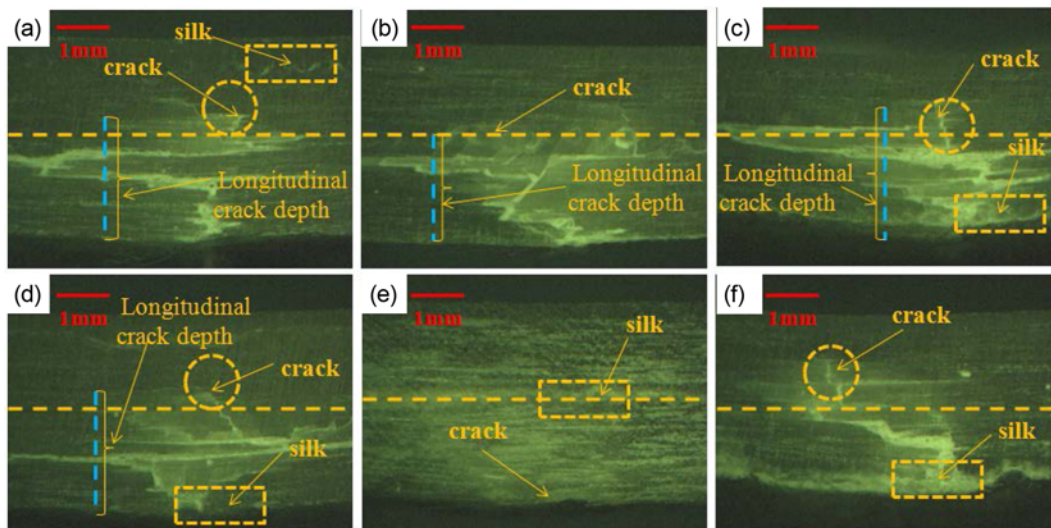 (a)
1mm
silk
crack
Longitudinal
crack depth
(b)
1mm
crack
Longitudinal
crack depth
(c)
1mm
crack
silk
Longitudinal
crack depth
(d)
1mm
Longitudinal
crack depth
crack
silk
(e)
1mm
silk
crack
(f)
1mm
crack
silk